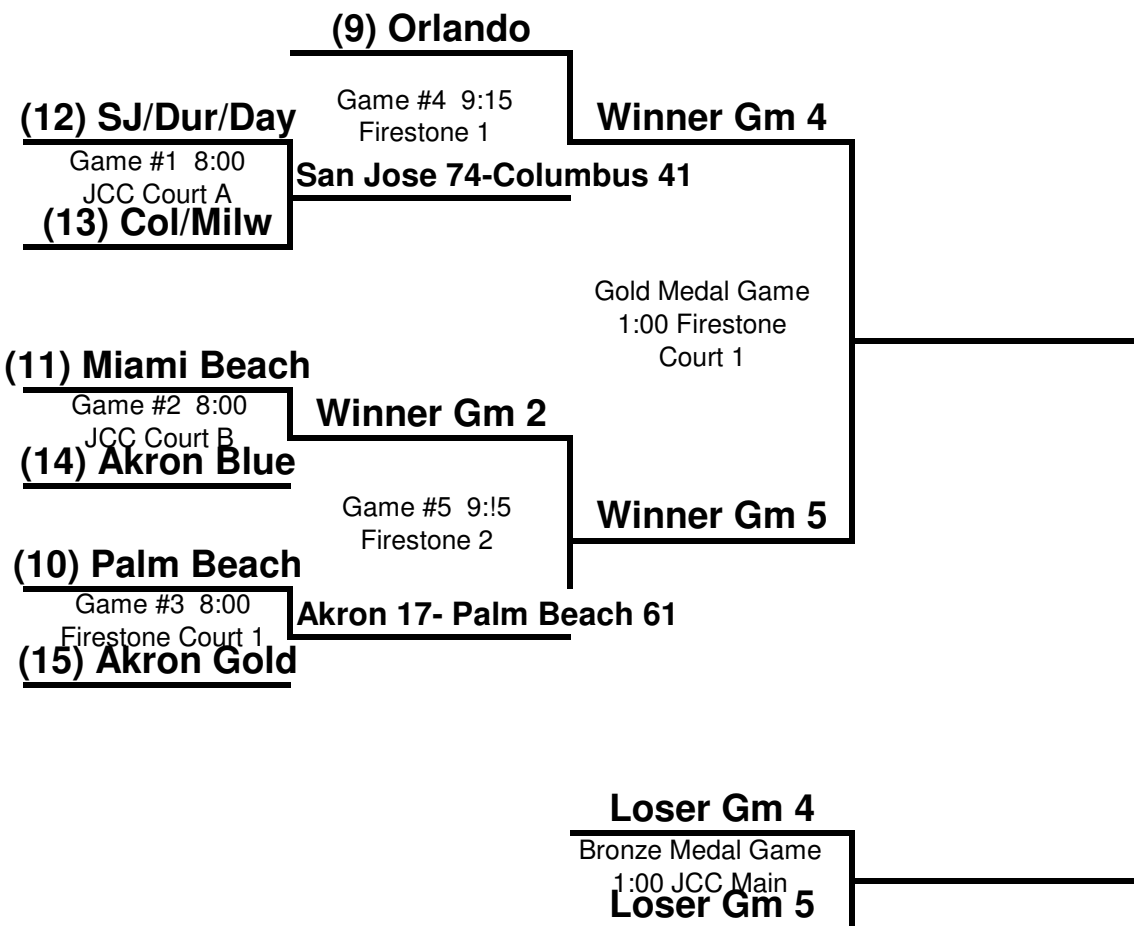 (9) Orlando
Game #4 9:15
Firestone 1
(12) SJ/Dur/Day
Winner Gm 4
Game #1 8:00
JCC Court A
San Jose 74-Columbus 41
(13) Col/Milw
Gold Medal Game
1:00 Firestone
Court 1
(11) Miami Beach
Game #2 8:00
JCC Court B
Winner Gm 2
(14) Akron Blue
Game #5 9:!5
Firestone 2
Winner Gm 5
(10) Palm Beach
Game #3 8:00
Firestone Court 1
Akron 17- Palm Beach 61
(15) Akron Gold
Loser Gm 4
Bronze Medal Game
1:00 JCC Main
Loser Gm 5